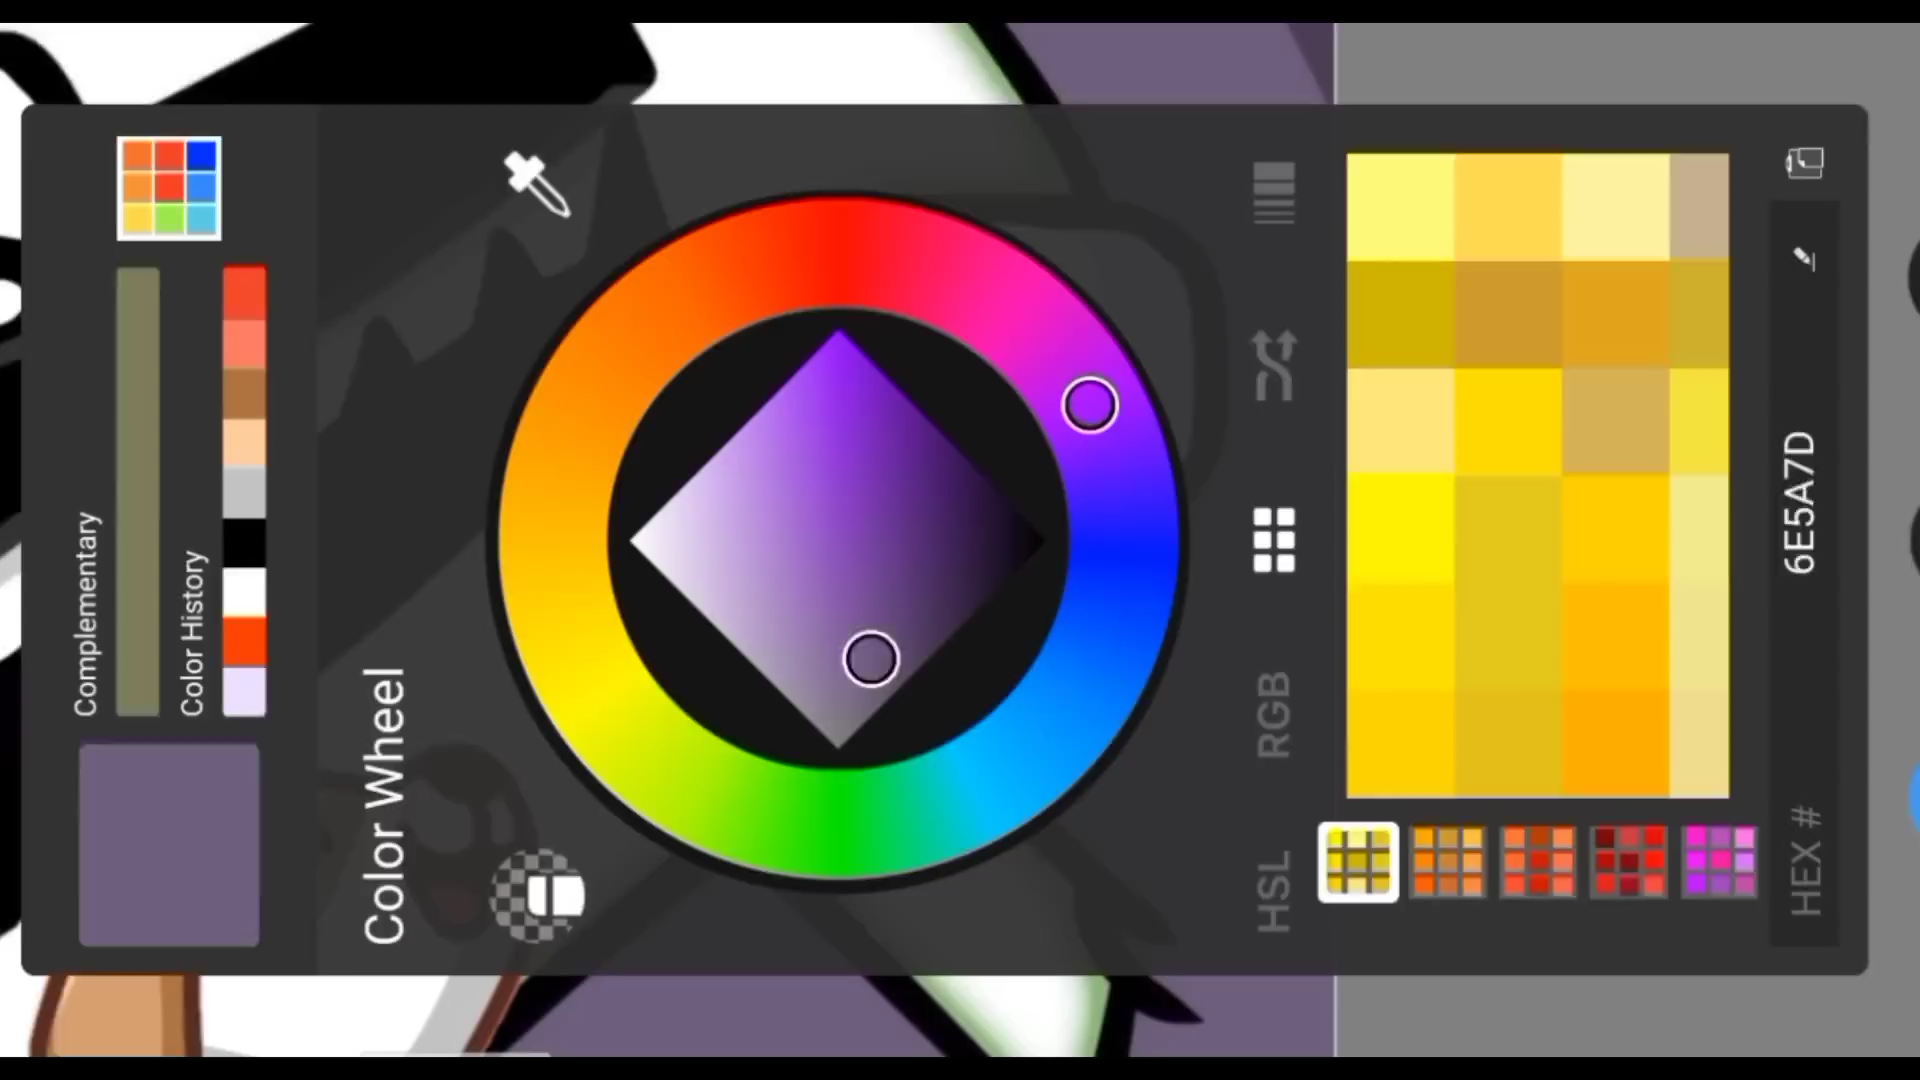 Complementary
Color History
Color Wheel
HSL
RGB
HEX #
6E5A7D